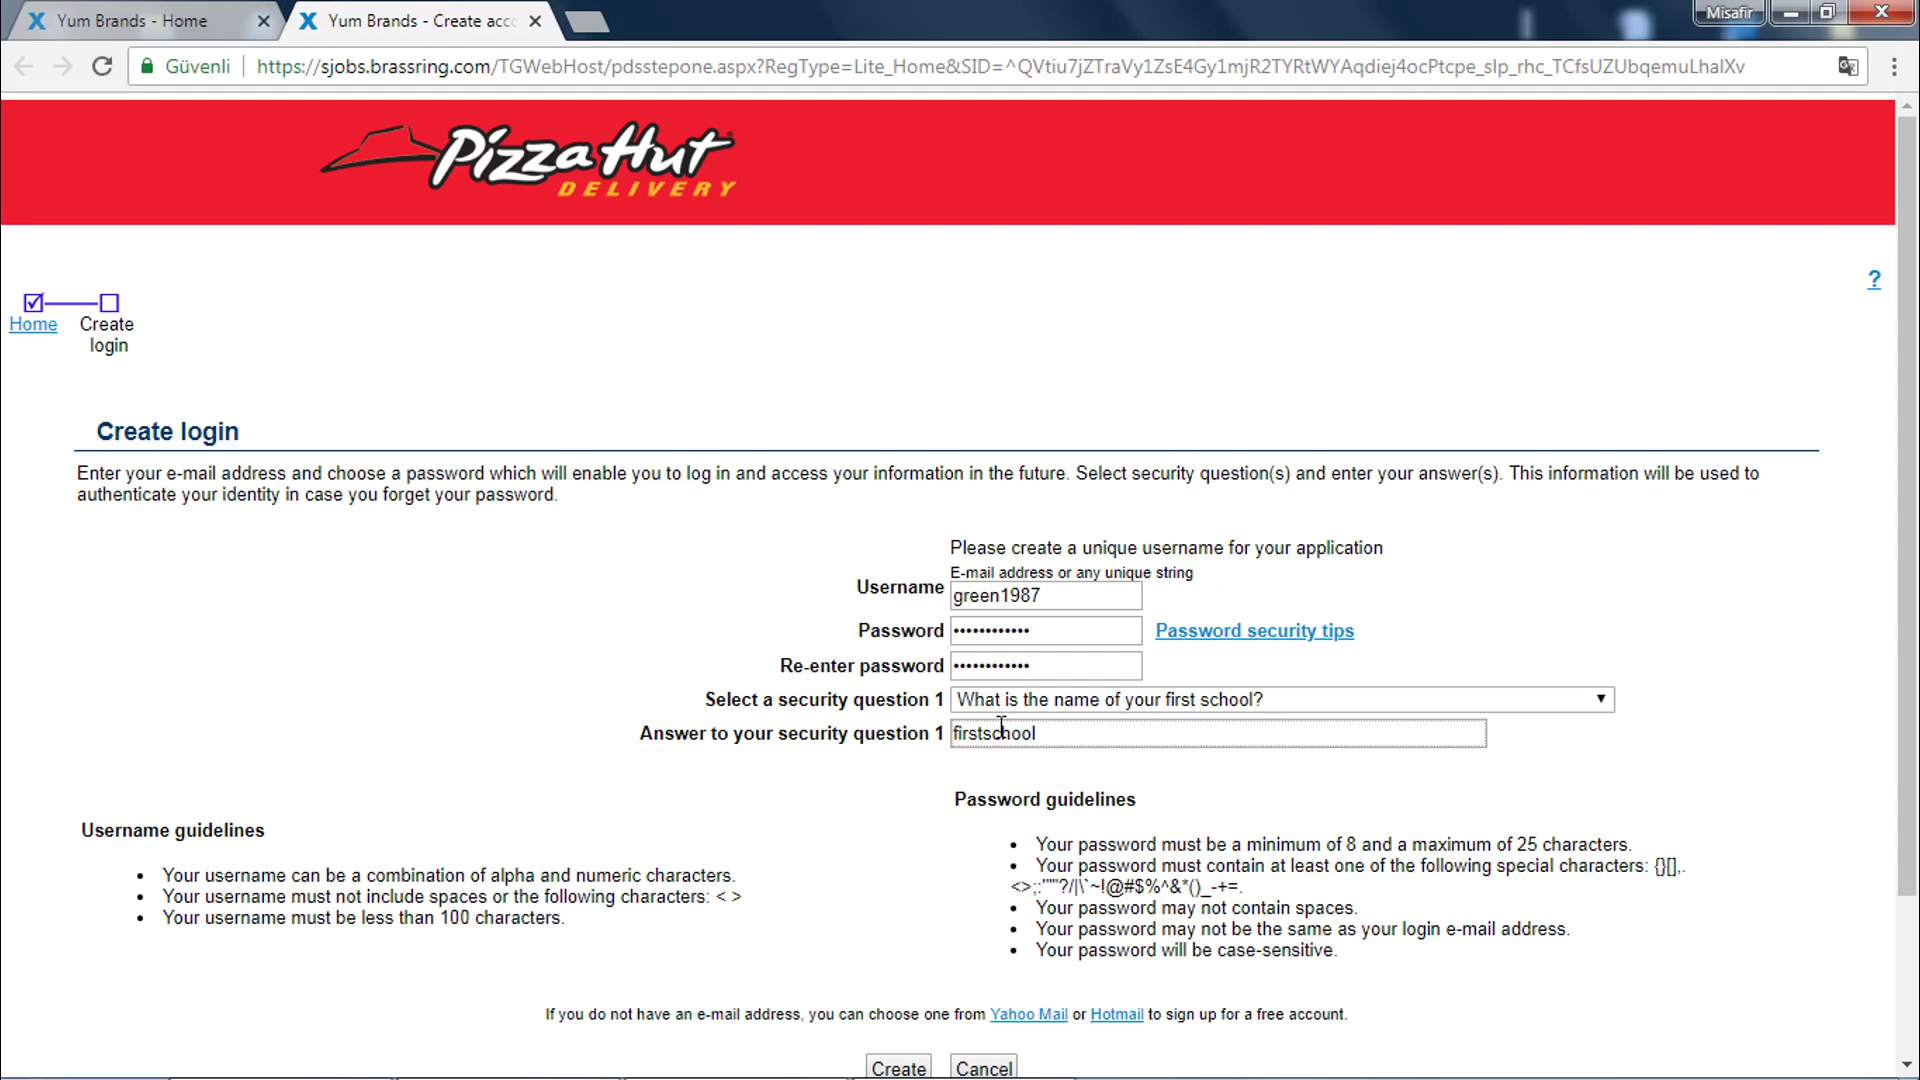 Yum Brands - Home
Yum Brands - Create acc
Misafir
Güvenli
https://sjobs.brassring.com/TGWebHost/pdsstepone.aspx?RegType=Lite_Home&SID=^QVtiu7jZTraVy1ZsE4Gy1mjR2TYRtWYAqdiej4ocPtcpe_slp_rhc_TCfsUZUbqemuLhalXv
Pizza Hut
DELIVERY
?
Home
Create
login
Create login
Enter your e-mail address and choose a password which will enable you to log in and access your information in the future. Select security question(s) and enter your answer(s). This information will be used to
authenticate your identity in case you forget your password.
Please create a unique username for your application
E-mail address or any unique string
Username green1987
Password •••••••••••• Password security tips
Re-enter password ••••••••••••
Select a security question 1 What is the name of your first school?
Answer to your security question 1 firstschool
Password guidelines
Username guidelines
• Your password must be a minimum of 8 and a maximum of 25 characters.
• Your password must contain at least one of the following special characters: {}[],.
<>;:'"""?/|\`~!@#$%^&*()_-+=.
• Your password may not contain spaces.
• Your password may not be the same as your login e-mail address.
• Your password will be case-sensitive.
• Your username can be a combination of alpha and numeric characters.
• Your username must not include spaces or the following characters: < >
• Your username must be less than 100 characters.
If you do not have an e-mail address, you can choose one from Yahoo Mail or Hotmail to sign up for a free account.
Create
Cancel